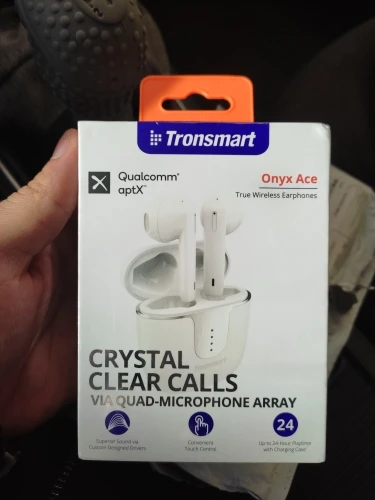 Tronsmart
Qualcomm®
aptX™
Onyx Ace
True Wireless Earphones
CRYSTAL
CLEAR CALLS
VIA QUAD-MICROPHONE ARRAY
24
Superior Sound via
Custom Designed Drivers
Convenient
Touch Control
Up to 24-Hour Playtime
with Charging Case